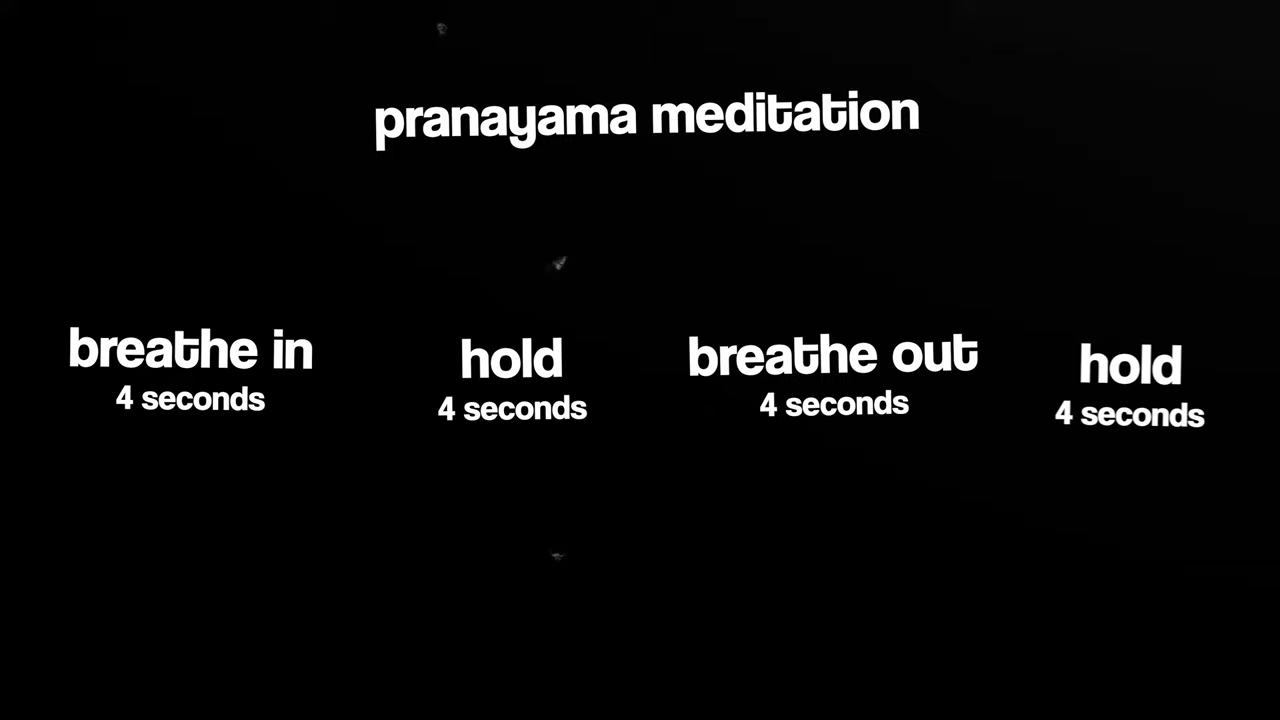 pranayama meditation
breathe in
4 seconds
hold
4 seconds
breathe out
4 seconds
hold
4 seconds